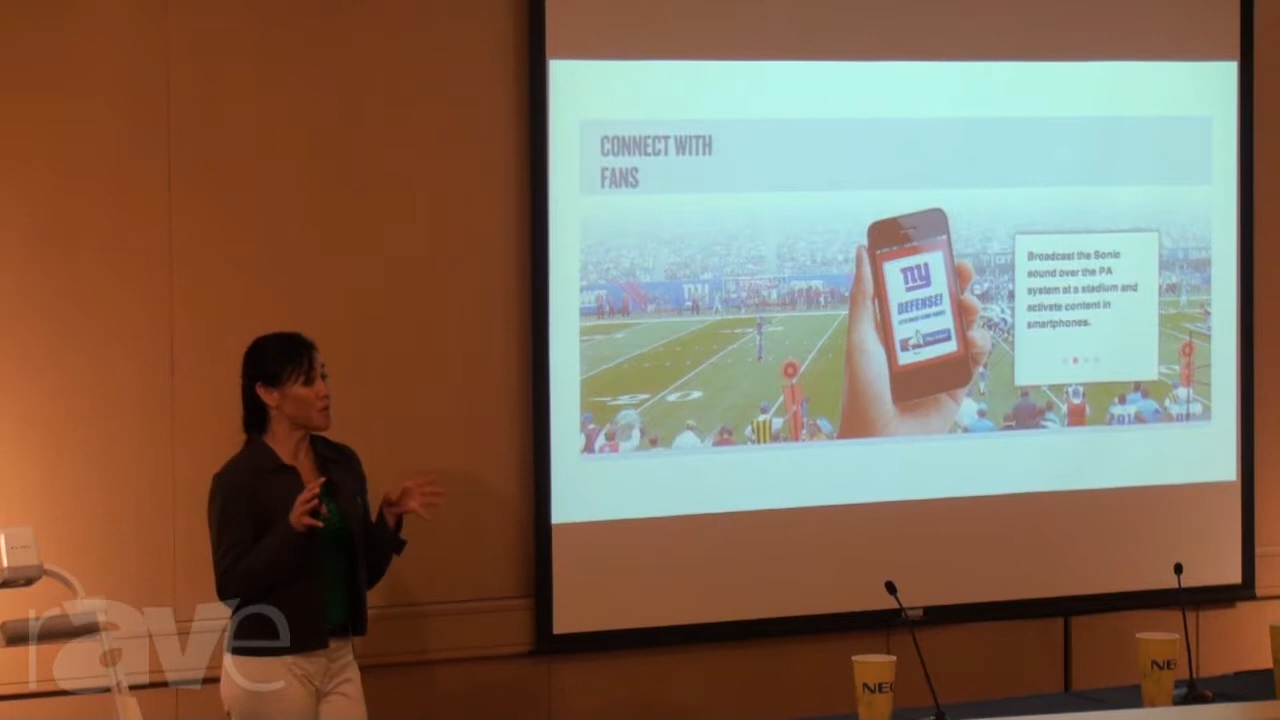 CONNECT WITH
FANS
Broadcast the Sonic
sound over the PA
system at a stadium and
activate content in
smartphones.
ny
DEFENSE!
20
rave
NEC
NE